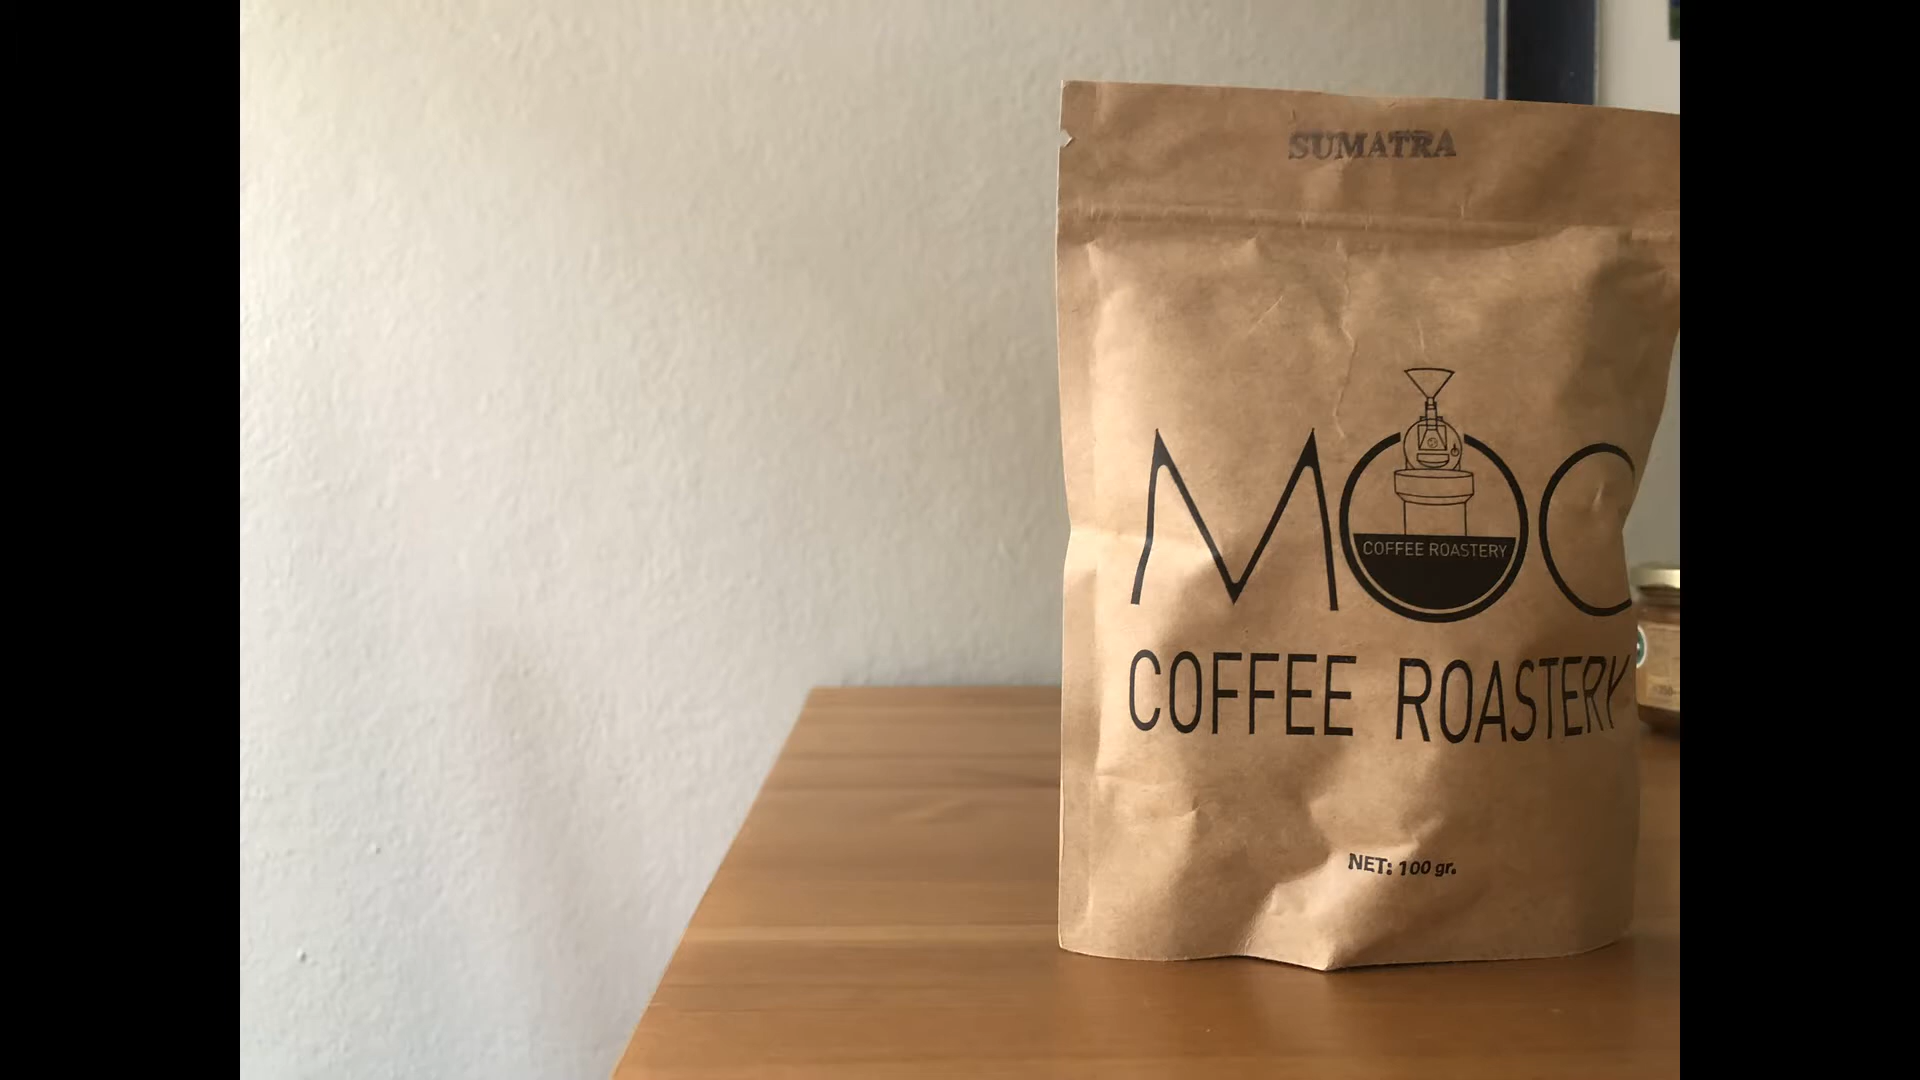 SUMATRA
MOC
COFFEE ROASTERY
COFFEE ROASTERY
NET: 100 gr.